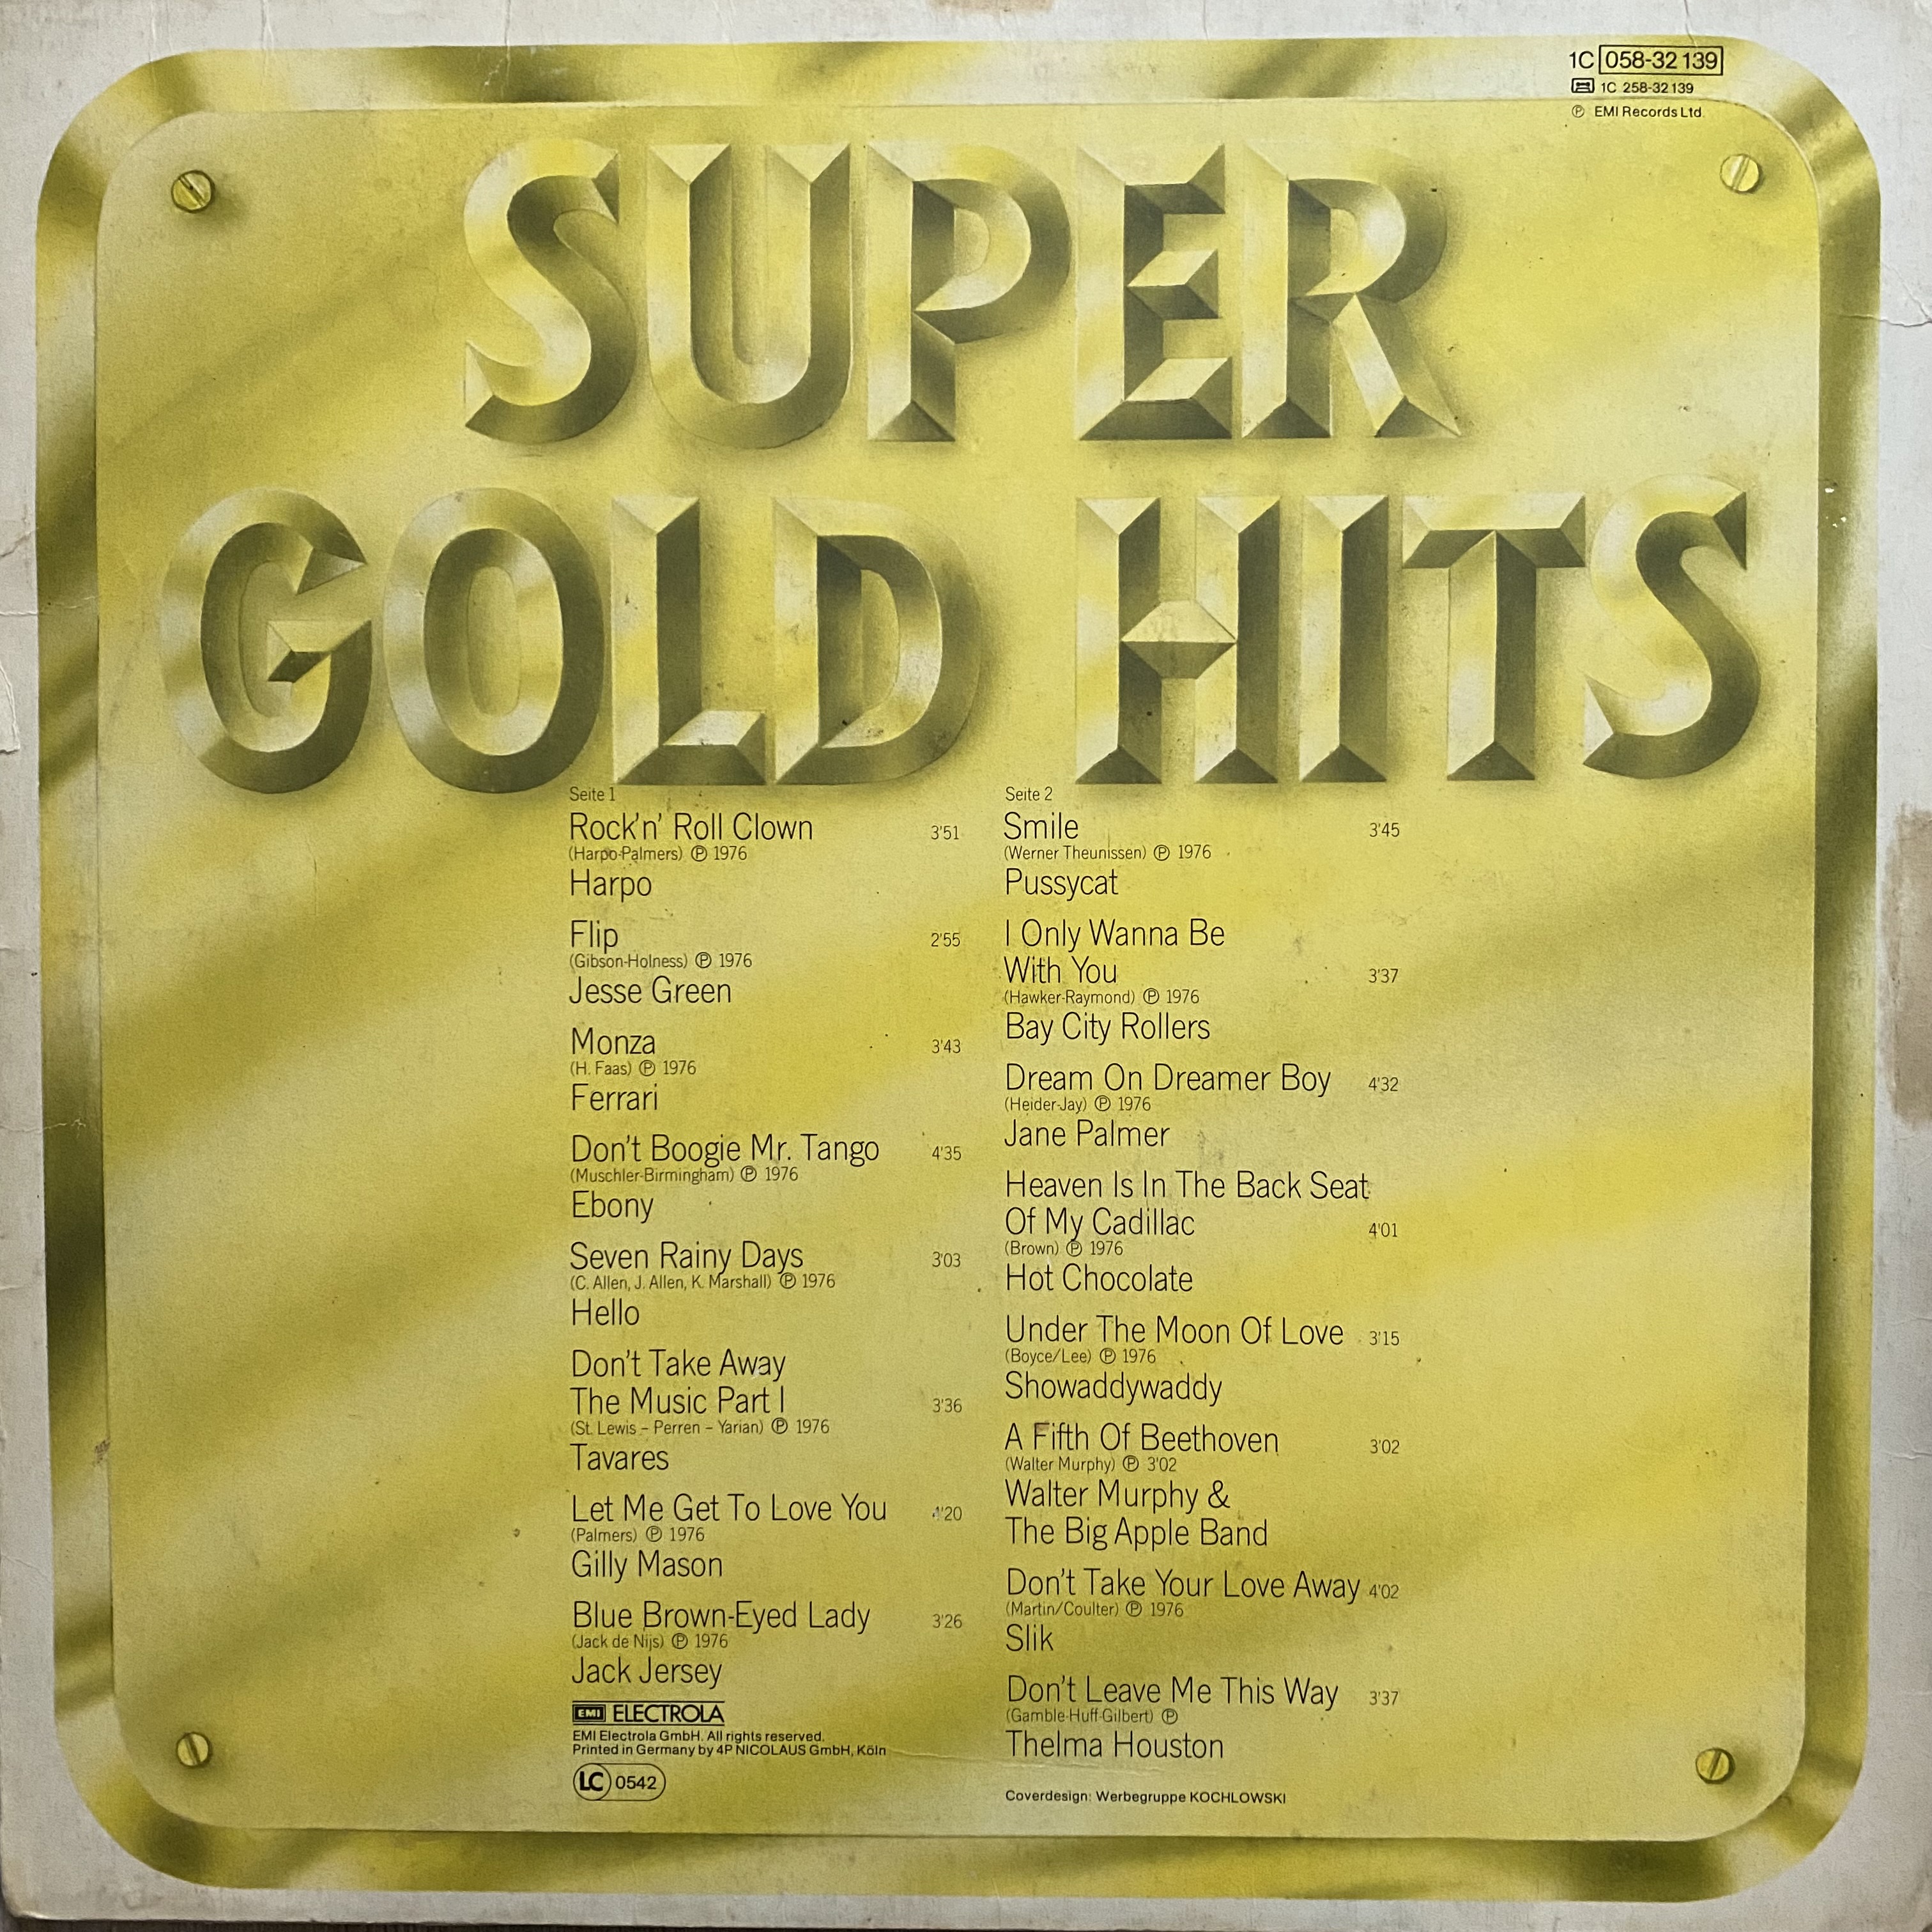 1C 058-32 139
1C 258-32139
℗ EMI Records Ltd.
SUPER
GOLD HITS
Seite 1
Rock'n' Roll Clown 3'51
(Harpo-Palmers) ℗ 1976
Harpo
Flip 2'55
(Gibson-Holness) ℗ 1976
Jesse Green
Monza 3'43
(H. Faas) ℗ 1976
Ferrari
Don't Boogie Mr. Tango 4'35
(Muschler-Birmingham) ℗ 1976
Ebony
Seven Rainy Days 3'03
(C. Allen, J. Allen, K. Marshall) ℗ 1976
Hello
Don't Take Away
The Music Part I 3'36
(St. Lewis – Perren – Yarian) ℗ 1976
Tavares
Let Me Get To Love You 4'20
(Palmers) ℗ 1976
Gilly Mason
Blue Brown-Eyed Lady 3'26
(Jack de Nijs) ℗ 1976
Jack Jersey
EMI ELECTROLA
EMI Electrola GmbH. All rights reserved.
Printed in Germany by 4P NICOLAUS GmbH, Köln
LC 0542
Seite 2
Smile 3'45
(Werner Theunissen) ℗ 1976
Pussycat
I Only Wanna Be
With You 3'37
(Hawker-Raymond) ℗ 1976
Bay City Rollers
Dream On Dreamer Boy 4'32
(Heider-Jay) ℗ 1976
Jane Palmer
Heaven Is In The Back Seat
Of My Cadillac 4'01
(Brown) ℗ 1976
Hot Chocolate
Under The Moon Of Love 3'15
(Boyce/Lee) ℗ 1976
Showaddywaddy
A Fifth Of Beethoven 3'02
(Walter Murphy) ℗ 3'02
Walter Murphy &
The Big Apple Band
Don't Take Your Love Away 4'02
(Martin/Coulter) ℗ 1976
Slik
Don't Leave Me This Way 3'37
(Gamble-Huff-Gilbert) ℗
Thelma Houston
Coverdesign: Werbegruppe KOCHLOWSKI